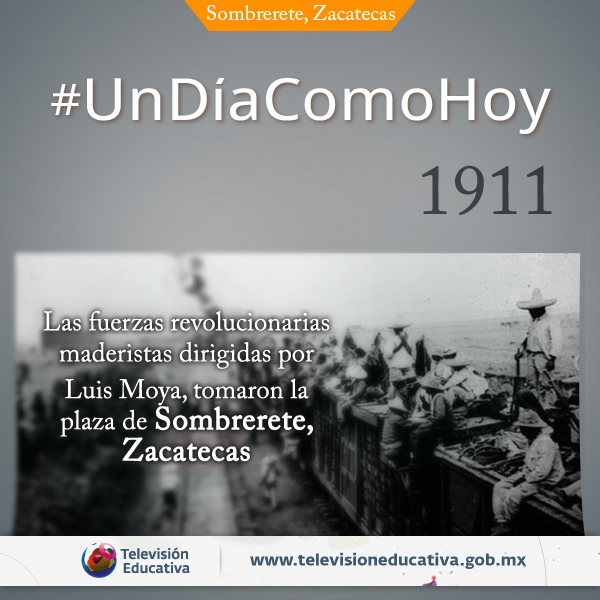 Sombrerete, Zacatecas
#UnDíaComoHoy
1911
Las fuerzas revolucionarias
maderistas dirigidas por
Luis Moya, tomaron la
plaza de Sombrerete,
Zacatecas
Televisión
Educativa
www.televisioneducativa.gob.mx